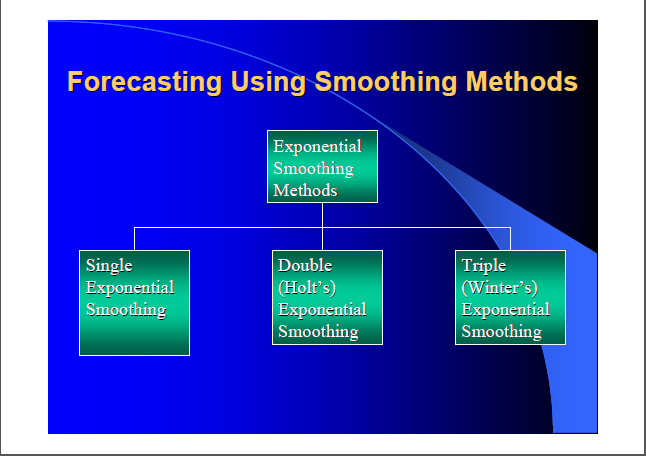 Forecasting Using Smoothing Methods
Exponential
Smoothing
Methods
Single
Exponential
Smoothing
Double
(Holt's)
Exponential
Smoothing
Triple
(Winter's)
Exponential
Smoothing